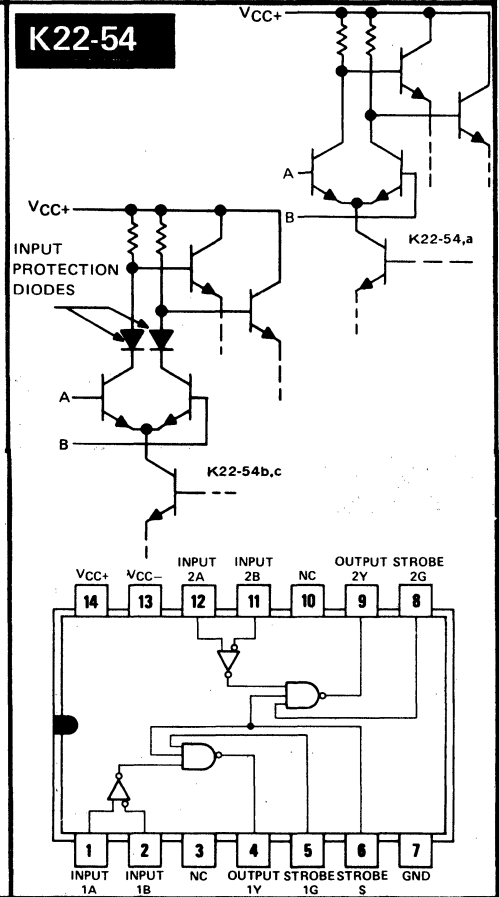 K22-54
VCC+
A
B
K22-54,a
VCC+
INPUT
PROTECTION
DIODES
A
B
K22-54b,c
VCC+
VCC−
INPUT
2A
INPUT
2B
NC
OUTPUT
2Y
STROBE
2G
14
13
12
11
10
9
8
1
2
3
4
5
6
7
INPUT
1A
INPUT
1B
NC
OUTPUT
1Y
STROBE
1G
STROBE
S
GND